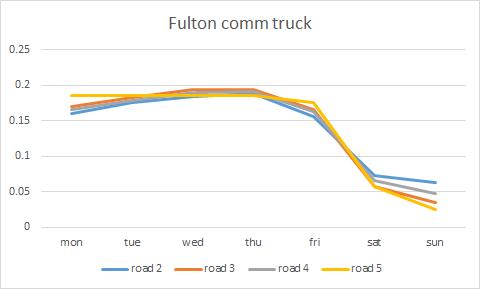 Fulton comm truck
0.25
0.2
0.15
0.1
0.05
0
mon tue wed thu fri sat sun
road 2 road 3 road 4 road 5